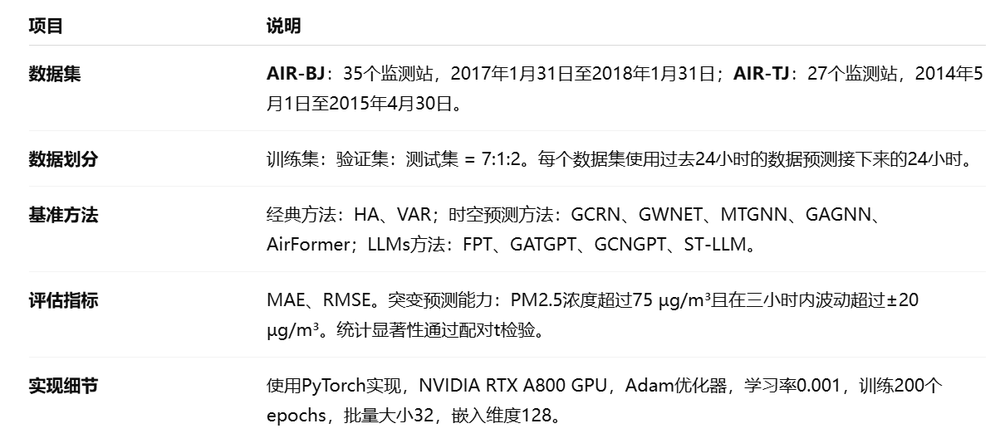 项目 说明
数据集 AIR-BJ：35个监测站，2017年1月31日至2018年1月31日；AIR-TJ：27个监测站，2014年5
月1日至2015年4月30日。
数据划分 训练集：验证集：测试集 = 7:1:2。每个数据集使用过去24小时的数据预测接下来的24小时。
基准方法 经典方法：HA、VAR；时空预测方法：GCRN、GWNET、MTGNN、GAGNN、
AirFormer；LLMs方法：FPT、GATGPT、GCNGPT、ST-LLM。
评估指标 MAE、RMSE。突变预测能力：PM2.5浓度超过75 μg/m³且在三小时内波动超过±20
μg/m³。统计显著性通过配对t检验。
实现细节 使用PyTorch实现，NVIDIA RTX A800 GPU，Adam优化器，学习率0.001，训练200个
epochs，批量大小32，嵌入维度128。